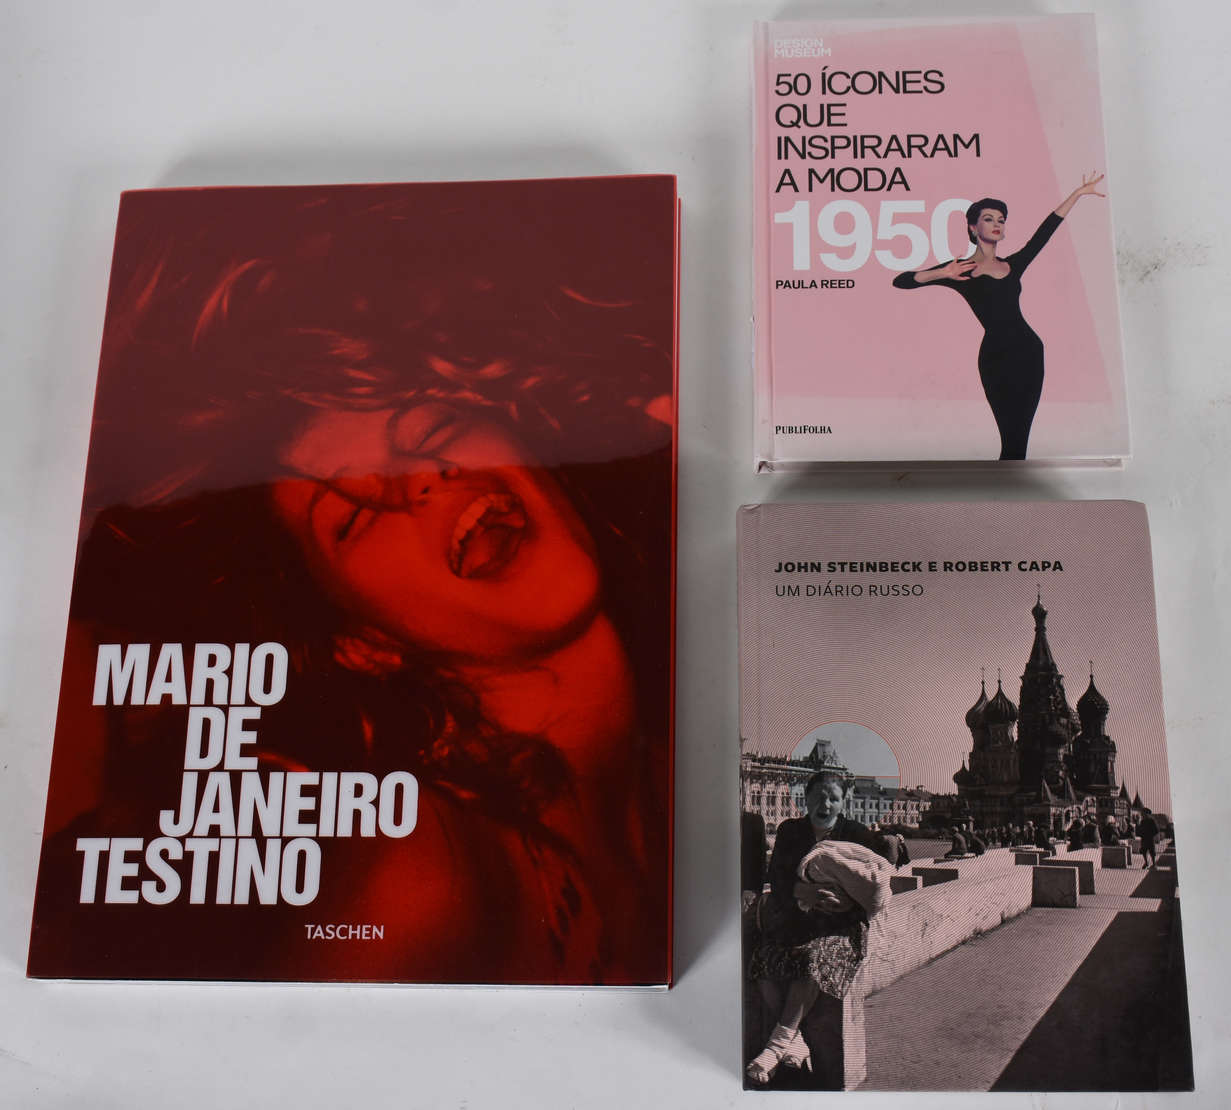 MARIO
DE
JANEIRO
TESTINO
TASCHEN
DESIGN
MUSEUM
50 ÍCONES
QUE
INSPIRARAM
A MODA
1950
PAULA REED
PUBLIFOLHA
JOHN STEINBECK E ROBERT CAPA
UM DIÁRIO RUSSO